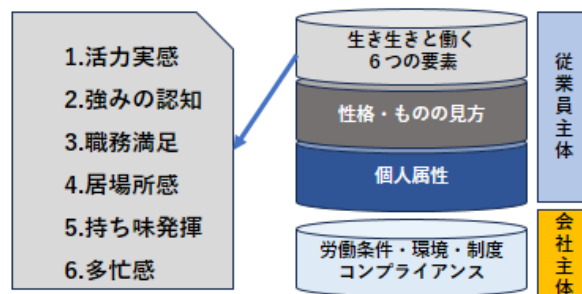 1.活力実感
2.強みの認知
3.職務満足
4.居場所感
5.持ち味発揮
6.多忙感
生き生きと働く
６つの要素
性格・ものの見方
個人属性
労働条件・環境・制度
コンプライアンス
従業員主体
会社主体